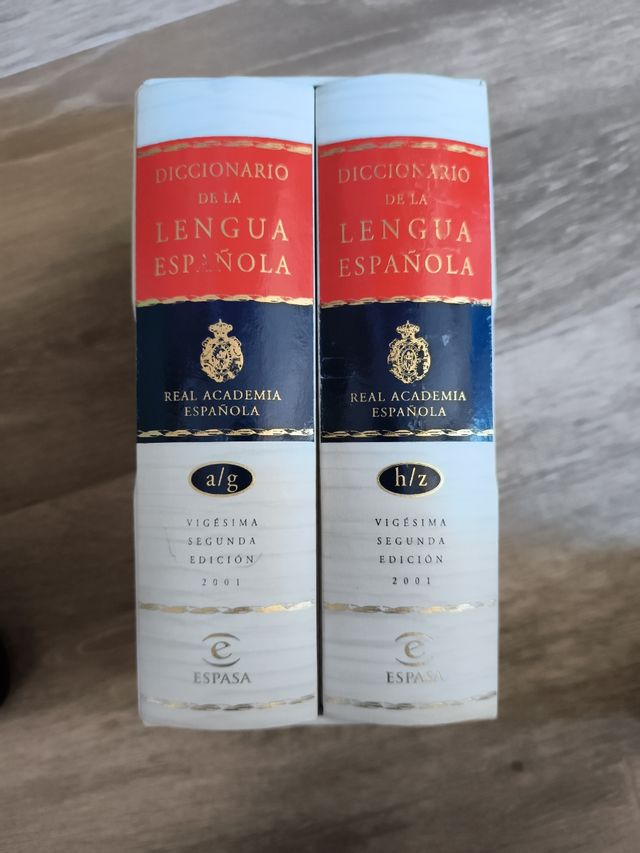 DICCIONARIO
DE LA
LENGUA
ESPAÑOLA
REAL ACADEMIA
ESPAÑOLA
a/g
VIGÉSIMA
SEGUNDA
EDICIÓN
2001
e
ESPASA
DICCIONARIO
DE LA
LENGUA
ESPAÑOLA
REAL ACADEMIA
ESPAÑOLA
h/z
VIGÉSIMA
SEGUNDA
EDICIÓN
2001
e
ESPASA